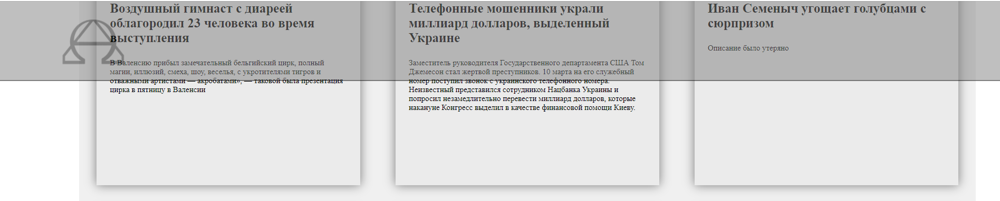 Воздушный гимнаст с диареей
облагородил 23 человека во время
выступления
В Валенсию прибыл замечательный бельгийский цирк, полный
магии, иллюзий, смеха, шоу, веселья, с укротителями тигров и
отважными артистами — акробатами», — таковой была презентация
цирка в пятницу в Валенсии
Телефонные мошенники украли
миллиард долларов, выделенный
Украине
Заместитель руководителя Государственного департамента США Том
Джемесон стал жертвой преступников. 10 марта на его служебный
номер поступил звонок с украинского телефонного номера.
Неизвестный представился сотрудником Нацбанка Украины и
попросил незамедлительно перевести миллиард долларов, которые
накануне Конгресс выделил в качестве финансовой помощи Киеву.
Иван Семеныч угощает голубцами с
сюрпризом
Описание было утеряно